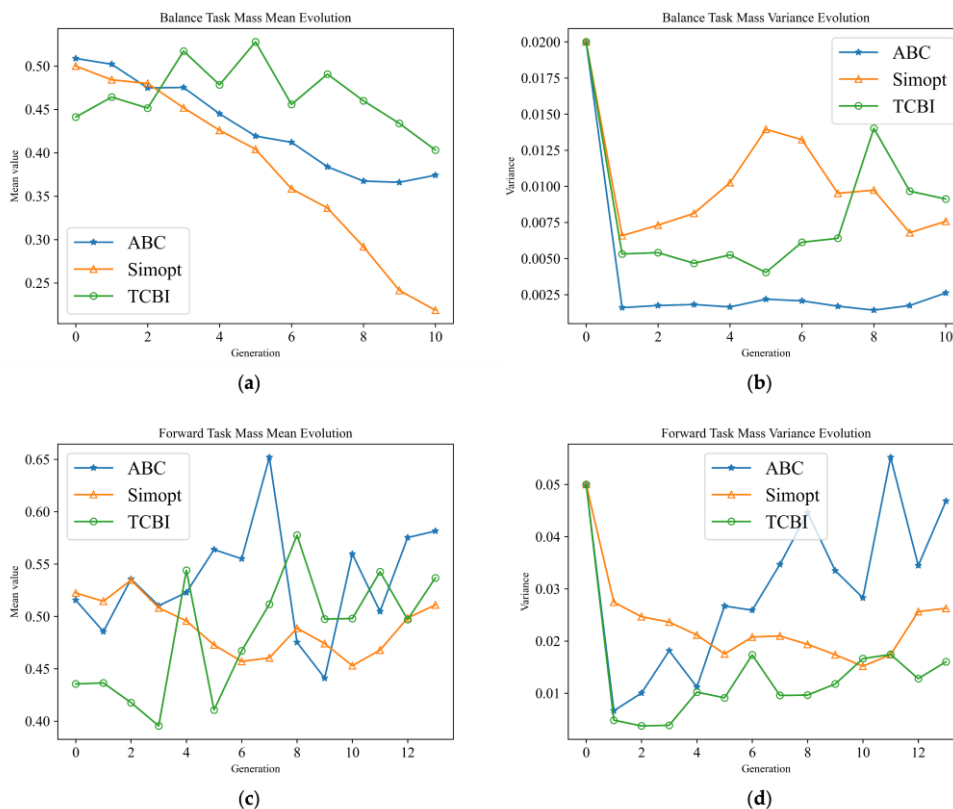 Balance Task Mass Mean Evolution
0.50
0.45
0.40
0.35
0.30
0.25
Mean value
ABC
Simopt
TCBI
0 2 4 6 8 10
Generation
(a)
Balance Task Mass Variance Evolution
0.0200
0.0175
0.0150
0.0125
0.0100
0.0075
0.0050
0.0025
Variance
ABC
Simopt
TCBI
0 2 4 6 8 10
Generation
(b)
Forward Task Mass Mean Evolution
0.65
0.60
0.55
0.50
0.45
0.40
Mean value
ABC
Simopt
TCBI
0 2 4 6 8 10 12
Generation
(c)
Forward Task Mass Variance Evolution
0.05
0.04
0.03
0.02
0.01
Variance
ABC
Simopt
TCBI
0 2 4 6 8 10 12
Generation
(d)